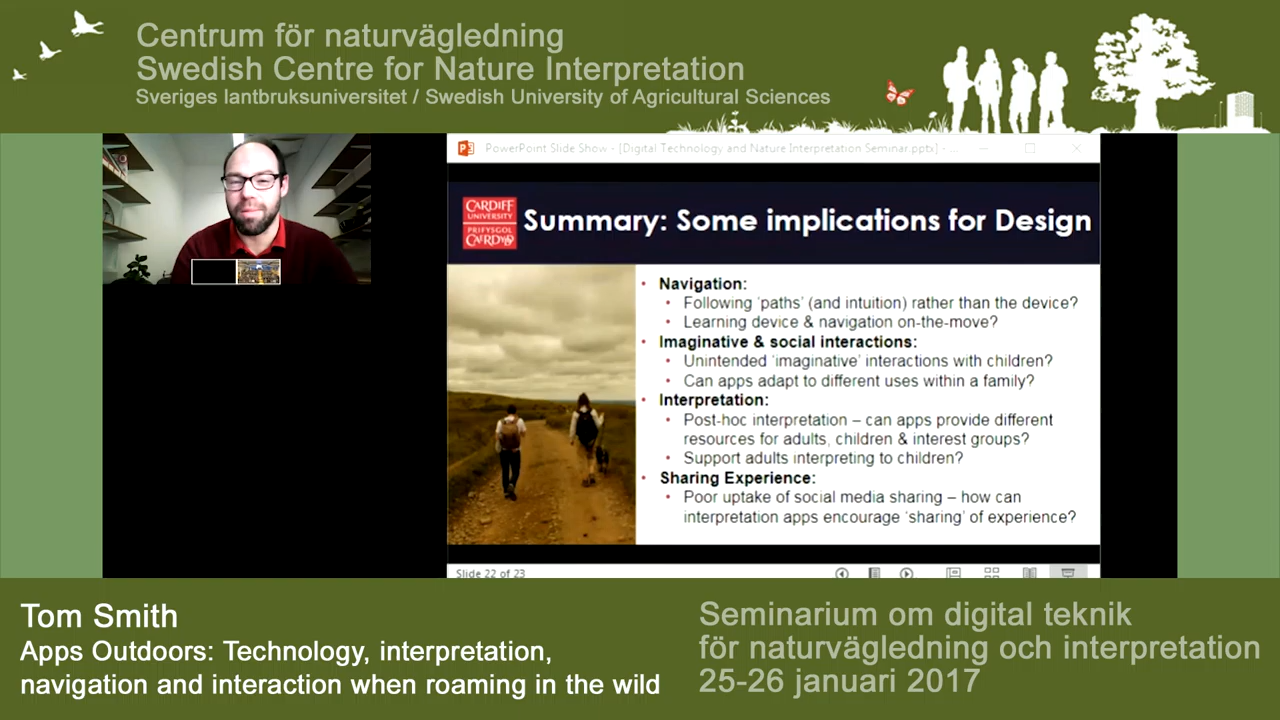 Centrum för naturvägledning
Swedish Centre for Nature Interpretation
Sveriges lantbruksuniversitet / Swedish University of Agricultural Sciences
PowerPoint Slide Show - [Digital Technology and Nature Interpretation Seminar.pptx] - ...
CARDIFF
UNIVERSITY
PRIFYSGOL
CAERDYDD
Summary: Some implications for Design
• Navigation:
• Following 'paths' (and intuition) rather than the device?
• Learning device & navigation on-the-move?
• Imaginative & social interactions:
• Unintended 'imaginative' interactions with children?
• Can apps adapt to different uses within a family?
• Interpretation:
• Post-hoc interpretation – can apps provide different
resources for adults, children & interest groups?
• Support adults interpreting to children?
• Sharing Experience:
• Poor uptake of social media sharing – how can
interpretation apps encourage 'sharing' of experience?
Slide 22 of 23
Tom Smith
Apps Outdoors: Technology, interpretation,
navigation and interaction when roaming in the wild
Seminarium om digital teknik
för naturvägledning och interpretation
25-26 januari 2017